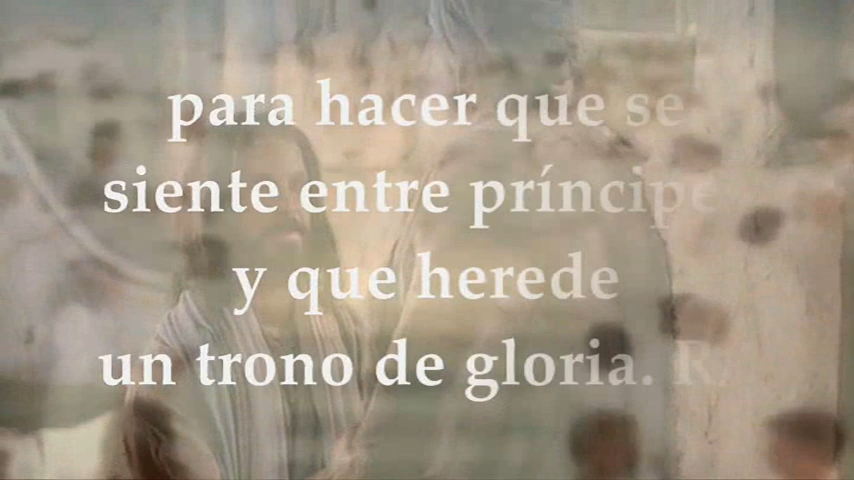 para hacer que se
siente entre príncipe
y que herede
un trono de gloria. R